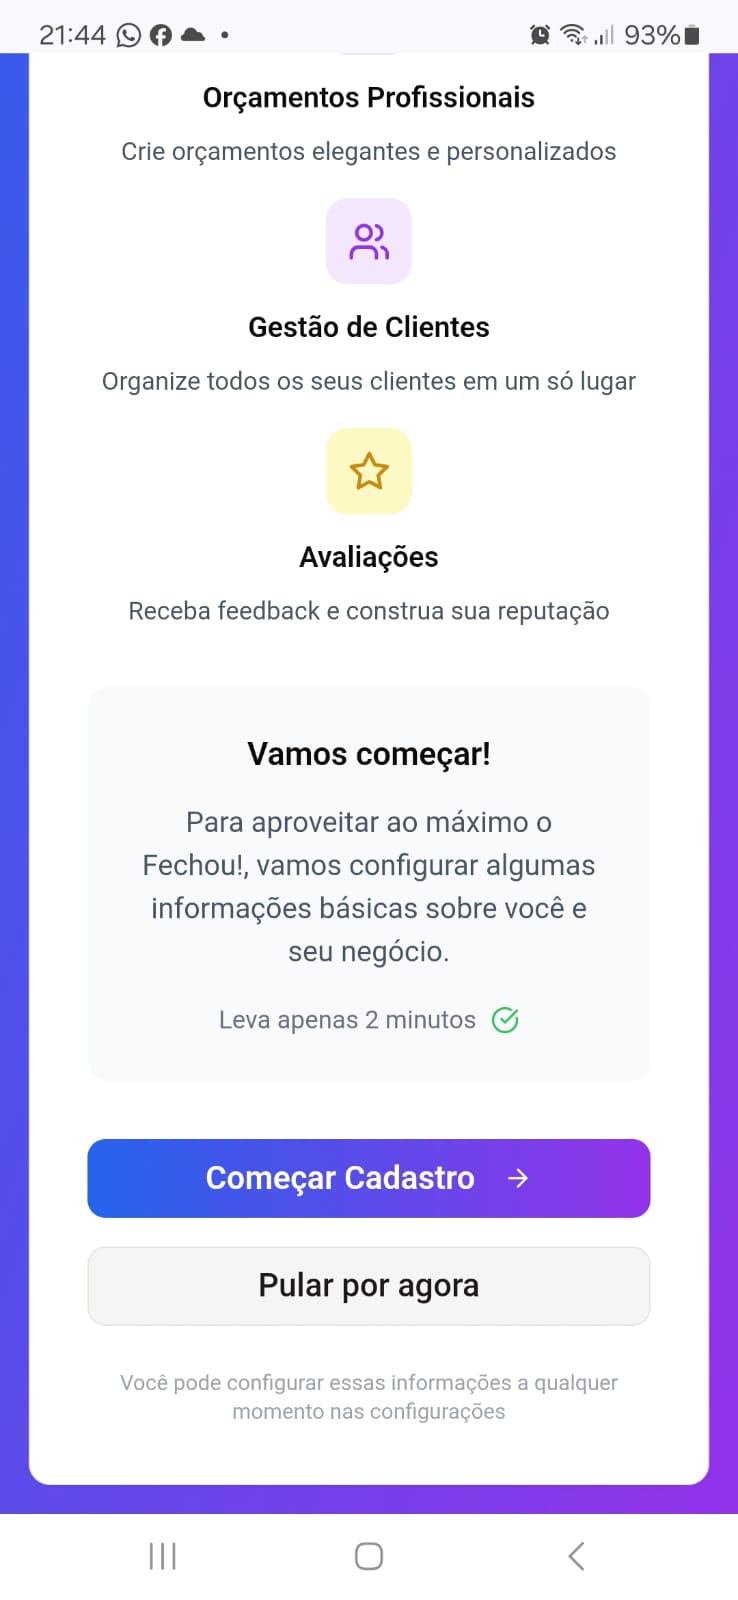 21:44
93%
Orçamentos Profissionais
Crie orçamentos elegantes e personalizados
Gestão de Clientes
Organize todos os seus clientes em um só lugar
Avaliações
Receba feedback e construa sua reputação
Vamos começar!
Para aproveitar ao máximo o
Fechou!, vamos configurar algumas
informações básicas sobre você e
seu negócio.
Leva apenas 2 minutos
Começar Cadastro
Pular por agora
Você pode configurar essas informações a qualquer
momento nas configurações